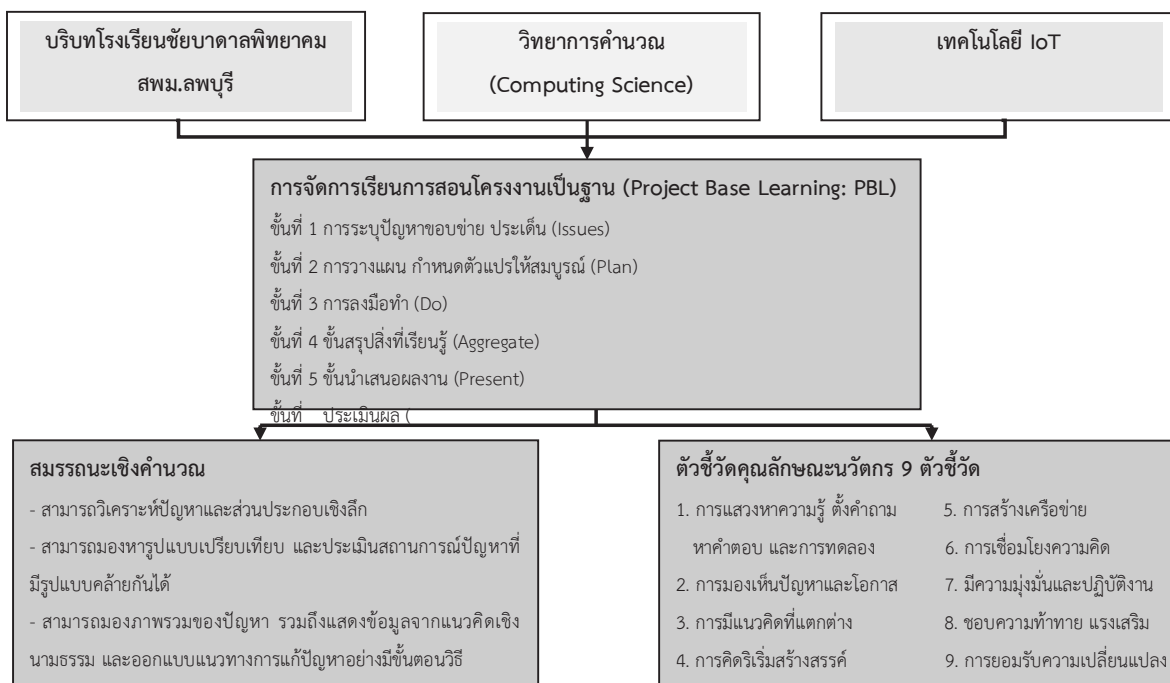 บริบทโรงเรียนชัยบาดาลพิทยาคม
สพม.ลพบุรี
วิทยาการคำนวณ
(Computing Science)
เทคโนโลยี IoT
การจัดการเรียนการสอนโครงงานเป็นฐาน (Project Base Learning: PBL)
ขั้นที่ 1 การระบุปัญหาขอบข่าย ประเด็น (Issues)
ขั้นที่ 2 การวางแผน กำหนดตัวแปรให้สมบูรณ์ (Plan)
ขั้นที่ 3 การลงมือทำ (Do)
ขั้นที่ 4 ขั้นสรุปสิ่งที่เรียนรู้ (Aggregate)
ขั้นที่ 5 ขั้นนำเสนอผลงาน (Present)
ขั้นที่ ประเมินผล (
สมรรถนะเชิงคำนวณ
- สามารถวิเคราะห์ปัญหาและส่วนประกอบเชิงลึก
- สามารถมองหารูปแบบเปรียบเทียบ และประเมินสถานการณ์ปัญหาที่
มีรูปแบบคล้ายกันได้
- สามารถมองภาพรวมของปัญหา รวมถึงแสดงข้อมูลจากแนวคิดเชิง
นามธรรม และออกแบบแนวทางการแก้ปัญหาอย่างมีขั้นตอนวิธี
ตัวชี้วัดคุณลักษณะนวัตกร 9 ตัวชี้วัด
1. การแสวงหาความรู้ ตั้งคำถาม
หาคำตอบ และการทดลอง
2. การมองเห็นปัญหาและโอกาส
3. การมีแนวคิดที่แตกต่าง
4. การคิดริเริ่มสร้างสรรค์
5. การสร้างเครือข่าย
6. การเชื่อมโยงความคิด
7. มีความมุ่งมั่นและปฏิบัติงาน
8. ชอบความท้าทาย แรงเสริม
9. การยอมรับความเปลี่ยนแปลง